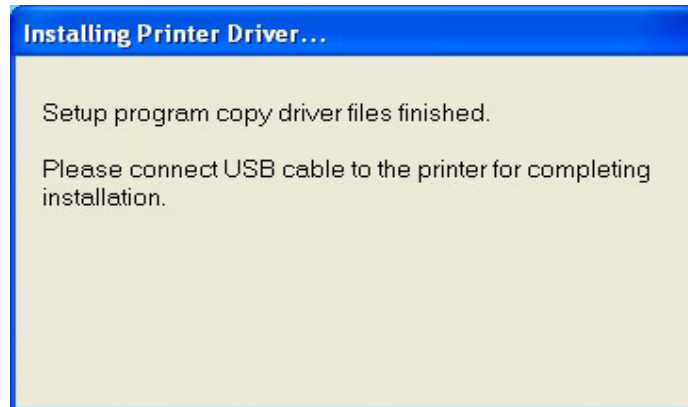 Installing Printer Driver...
Setup program copy driver files finished.
Please connect USB cable to the printer for completing
installation.